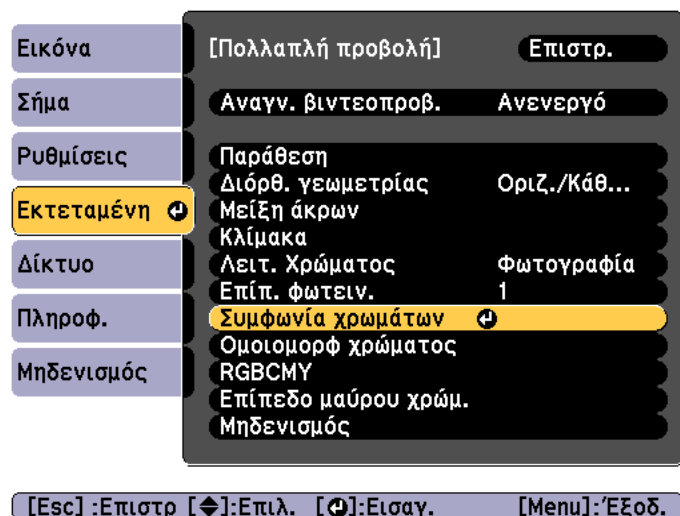 Εικόνα
Σήμα
Ρυθμίσεις
Εκτεταμένη
Δίκτυο
Πληροφ.
Μηδενισμός
[Πολλαπλή προβολή] Επιστρ.
Αναγν. βιντεοπροβ. Ανενεργό
Παράθεση
Διόρθ. γεωμετρίας Οριζ./Κάθ...
Μείξη άκρων
Κλίμακα
Λειτ. Χρώματος Φωτογραφία
Επίπ. φωτειν. 1
Συμφωνία χρωμάτων
Ομοιομορφ χρώματος
RGBCMY
Επίπεδο μαύρου χρώμ.
Μηδενισμός
[Esc] :Επιστρ [◆]:Επιλ. [⏎]:Εισαγ. [Menu]:Έξοδ.